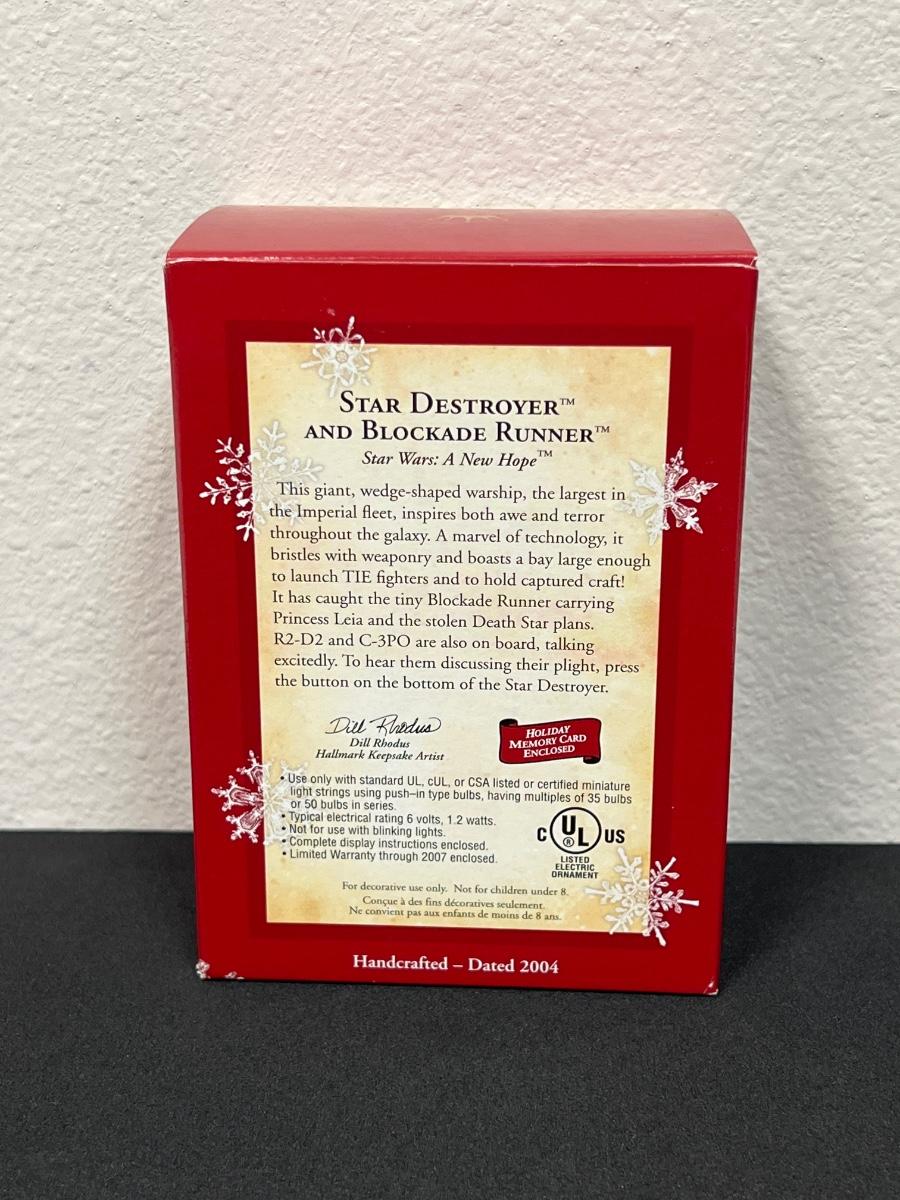 STAR DESTROYER™
AND BLOCKADE RUNNER™
Star Wars: A New Hope™
This giant, wedge-shaped warship, the largest in
the Imperial fleet, inspires both awe and terror
throughout the galaxy. A marvel of technology, it
bristles with weaponry and boasts a bay large enough
to launch TIE fighters and to hold captured craft!
It has caught the tiny Blockade Runner carrying
Princess Leia and the stolen Death Star plans.
R2-D2 and C-3PO are also on board, talking
excitedly. To hear them discussing their plight, press
the button on the bottom of the Star Destroyer.
Dill Rhodus
Dill Rhodus
Hallmark Keepsake Artist
HOLIDAY
MEMORY CARD
ENCLOSED
• Use only with standard UL, cUL, or CSA listed or certified miniature
light strings using push–in type bulbs, having multiples of 35 bulbs
or 50 bulbs in series.
• Typical electrical rating 6 volts, 1.2 watts.
• Not for use with blinking lights.
• Complete display instructions enclosed.
• Limited Warranty through 2007 enclosed.
C UL® US
LISTED
ELECTRIC
ORNAMENT
For decorative use only. Not for children under 8.
Conçue à des fins décoratives seulement.
Ne convient pas aux enfants de moins de 8 ans.
Handcrafted – Dated 2004